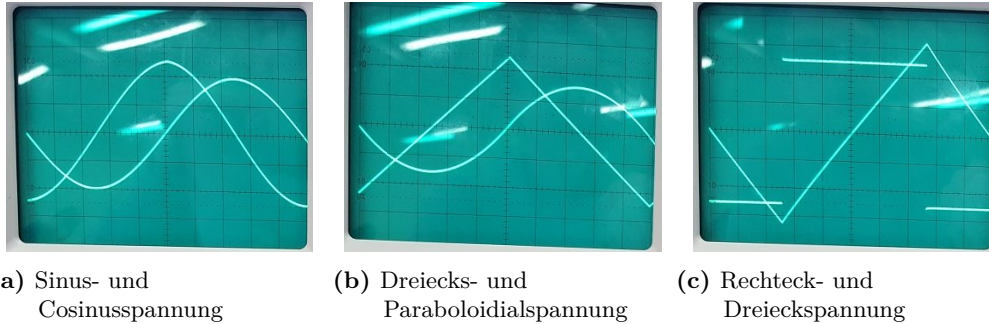 a) Sinus- und
Cosinusspannung
(b) Dreiecks- und
Paraboloidialspannung
(c) Rechteck- und
Dreieckspannung